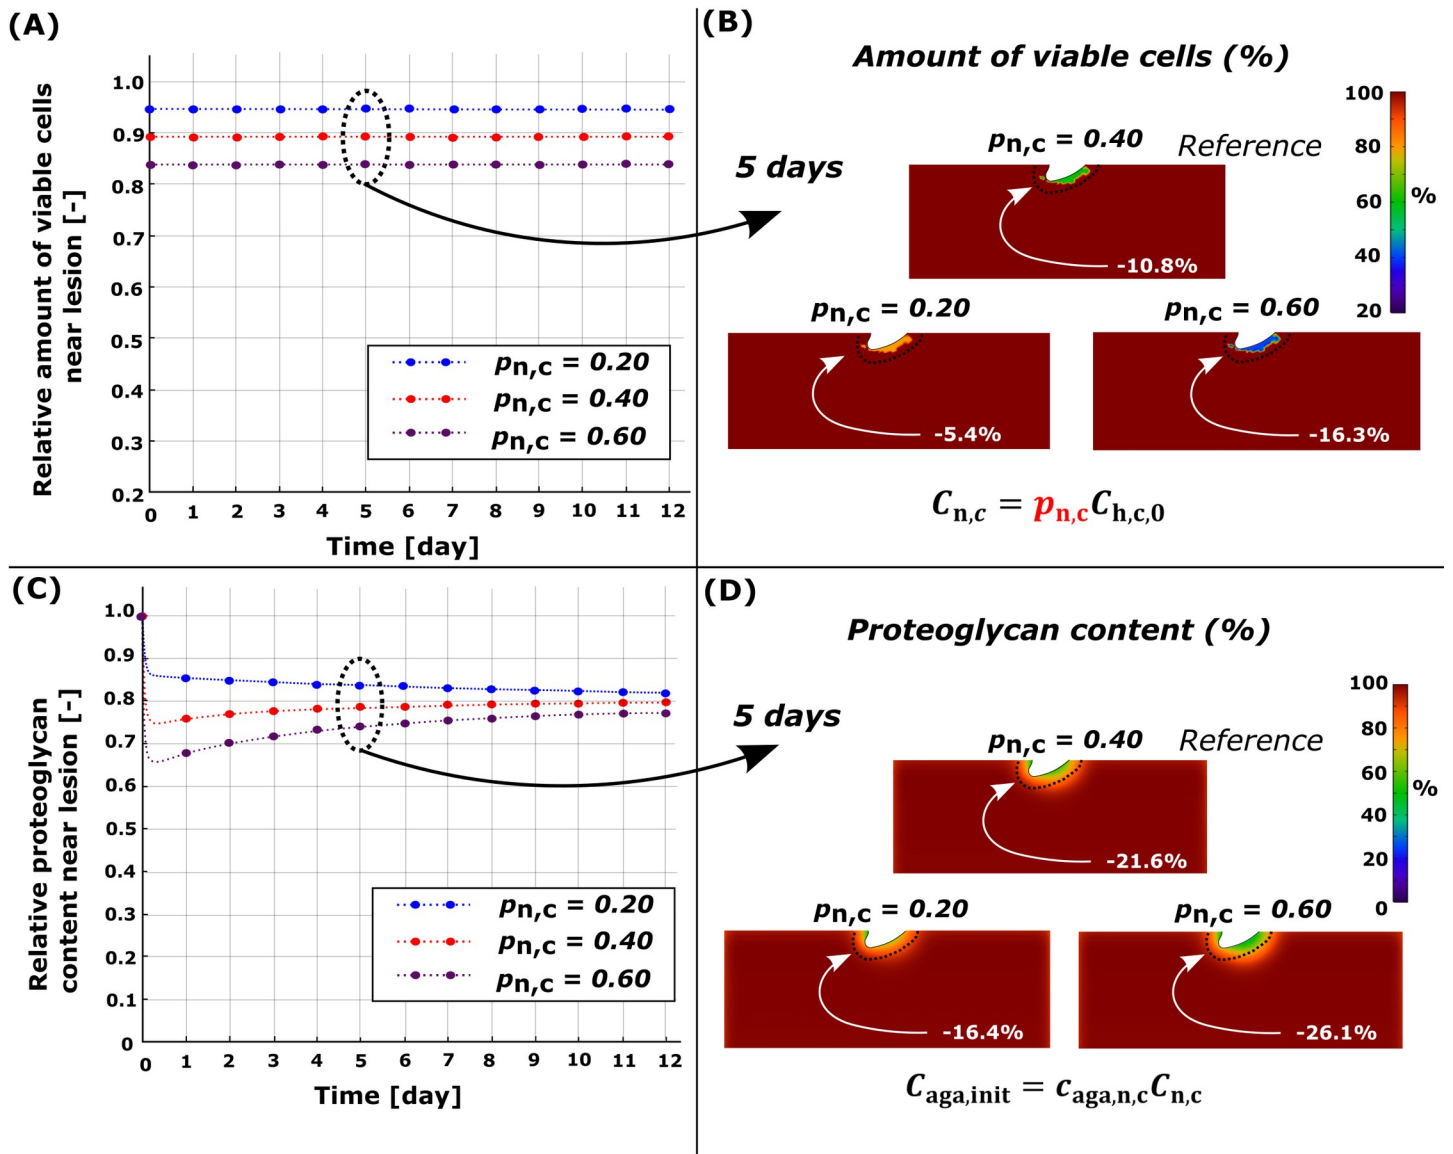 (A)
Relative amount of viable cells
near lesion [-]
1.0
0.9
0.8
0.7
0.6
0.5
0.4
0.3
0.2
0 1 2 3 4 5 6 7 8 9 10 11 12
Time [day]
pn,c = 0.20
pn,c = 0.40
pn,c = 0.60
(B)
Amount of viable cells (%)
5 days
pn,c = 0.40 Reference
-10.8%
pn,c = 0.20
-5.4%
pn,c = 0.60
-16.3%
100
80
60
40
20
%
Cn,c = pn,cCh,c,0
(C)
Relative proteoglycan
content near lesion [-]
1.0
0.9
0.8
0.7
0.6
0.5
0.4
0.3
0.2
0.1
0
0 1 2 3 4 5 6 7 8 9 10 11 12
Time [day]
pn,c = 0.20
pn,c = 0.40
pn,c = 0.60
(D)
Proteoglycan content (%)
5 days
pn,c = 0.40 Reference
-21.6%
pn,c = 0.20
-16.4%
pn,c = 0.60
-26.1%
100
80
60
40
20
0
%
Caga,init = caga,n,cCn,c